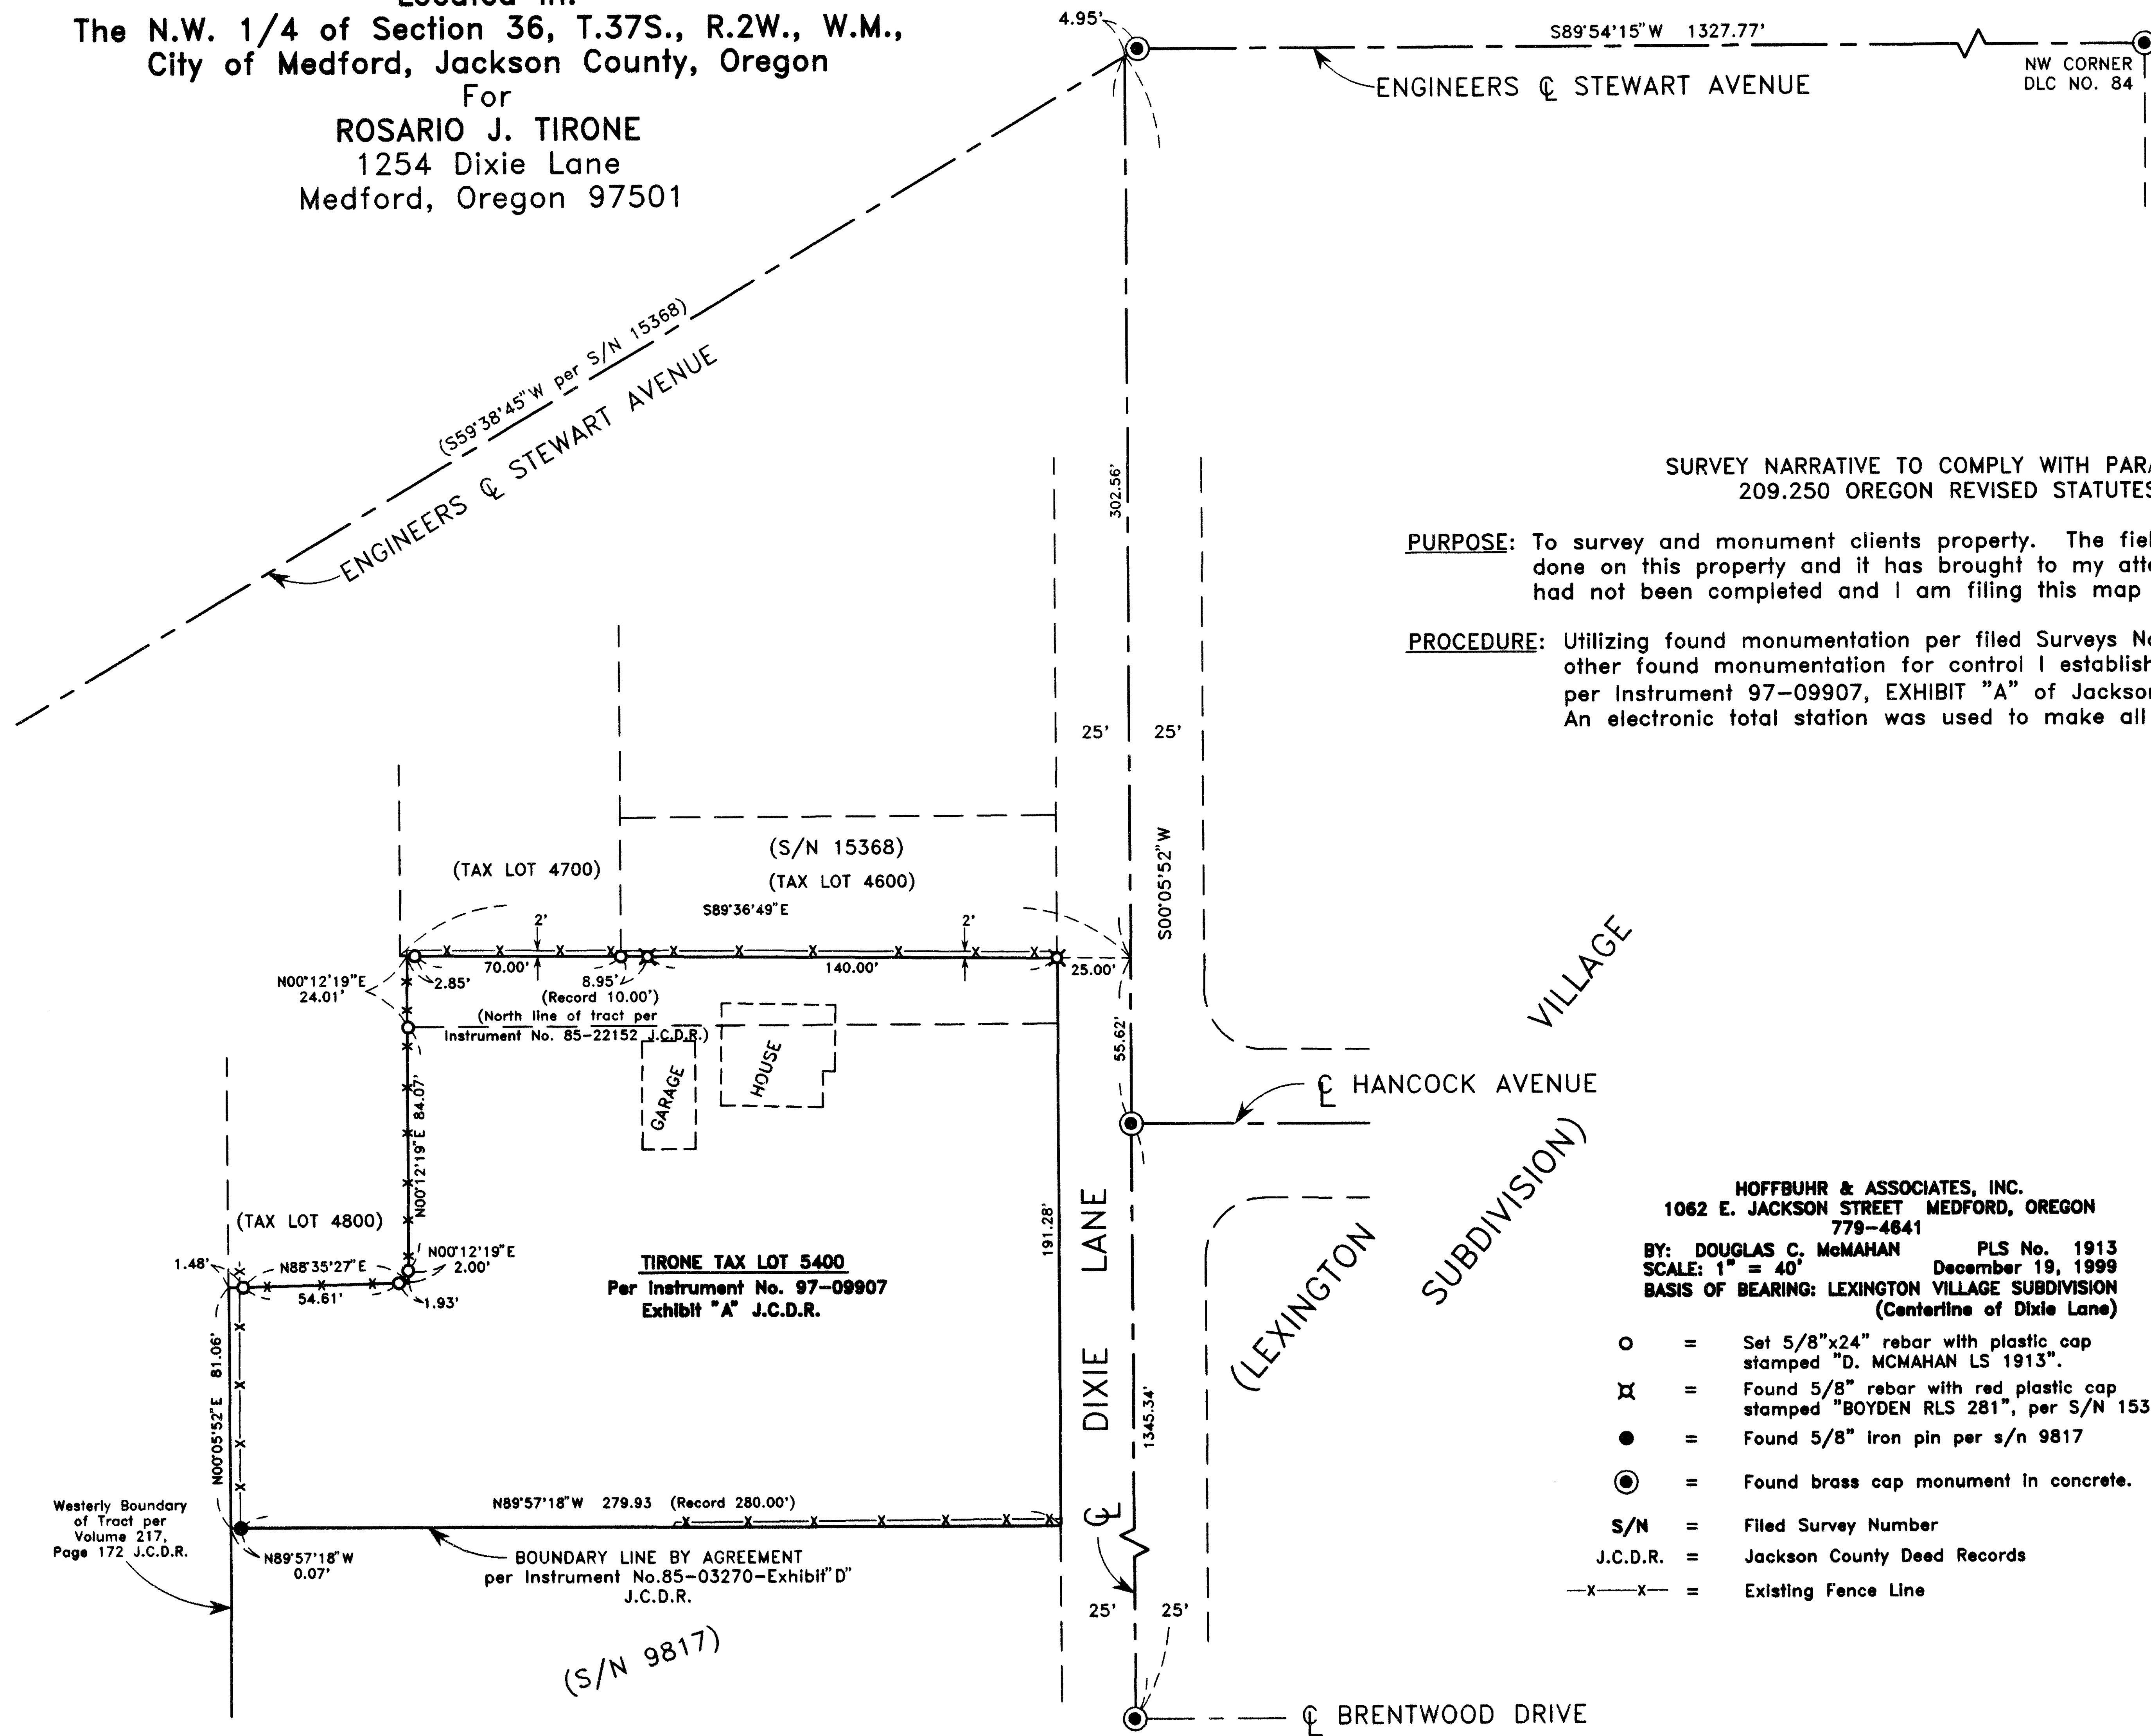 The N.W. 1/4 of Section 36, T.37S., R.2W., W.M.,
City of Medford, Jackson County, Oregon
For
ROSARIO J. TIRONE
1254 Dixie Lane
Medford, Oregon 97501
4.95'
S89°54'15"W 1327.77'
ENGINEERS ℄ STEWART AVENUE
NW CORNER
DLC NO. 84
(S59°38'45"W per S/N 15368)
ENGINEERS ℄ STEWART AVENUE
302.56'
SURVEY NARRATIVE TO COMPLY WITH
209.250 OREGON REVISED STATUTES
PURPOSE: To survey and monument clients property. The
done on this property and it has brought to my
had not been completed and I am filing this map
PROCEDURE: Utilizing found monumentation per filed Surveys
other found monumentation for control I
per Instrument 97-09907, EXHIBIT "A" of
An electronic total station was used to make all
25' 25'
S00°05'52"W
(S/N 15368)
(TAX LOT 4700)
(TAX LOT 4600)
S89°36'49"E
2' 2'
70.00' 140.00' 25.00'
N00°12'19"E
24.01'
2.85' 8.95'
(Record 10.00')
(North line of tract per
Instrument No. 85-22152 J.C.D.R.)
GARAGE
HOUSE
55.62'
℄ HANCOCK AVENUE
(LEXINGTON VILLAGE
SUBDIVISION)
N00°12'19"E 84.07'
(TAX LOT 4800)
1.48'
N88°35'27"E
54.61'
N00°12'19"E
2.00'
1.93'
TIRONE TAX LOT 5400
Per Instrument No. 97-09907
Exhibit "A" J.C.D.R.
191.28'
℄ DIXIE LANE
1345.34'
N00°05'52"E 81.06'
N89°57'18"W 279.93 (Record 280.00')
Westerly Boundary
of Tract per
Volume 217,
Page 172 J.C.D.R.
N89°57'18"W
0.07'
BOUNDARY LINE BY AGREEMENT
per Instrument No.85-03270-Exhibit"D"
J.C.D.R.
(S/N 9817)
25' 25'
℄ BRENTWOOD DRIVE
HOFFBUHR & ASSOCIATES, INC.
1062 E. JACKSON STREET MEDFORD, OREGON
779-4641
BY: DOUGLAS C. McMAHAN PLS No. 1913
SCALE: 1" = 40' December 19, 1999
BASIS OF BEARING: LEXINGTON VILLAGE SUBDIVISION
(Centerline of Dixie Lane)
= Set 5/8"x24" rebar with plastic cap
stamped "D. MCMAHAN LS 1913".
= Found 5/8" rebar with red plastic cap
stamped "BOYDEN RLS 281", per S/N
= Found 5/8" iron pin per s/n 9817
= Found brass cap monument in concrete.
S/N = Filed Survey Number
J.C.D.R. = Jackson County Deed Records
—x——x— = Existing Fence Line